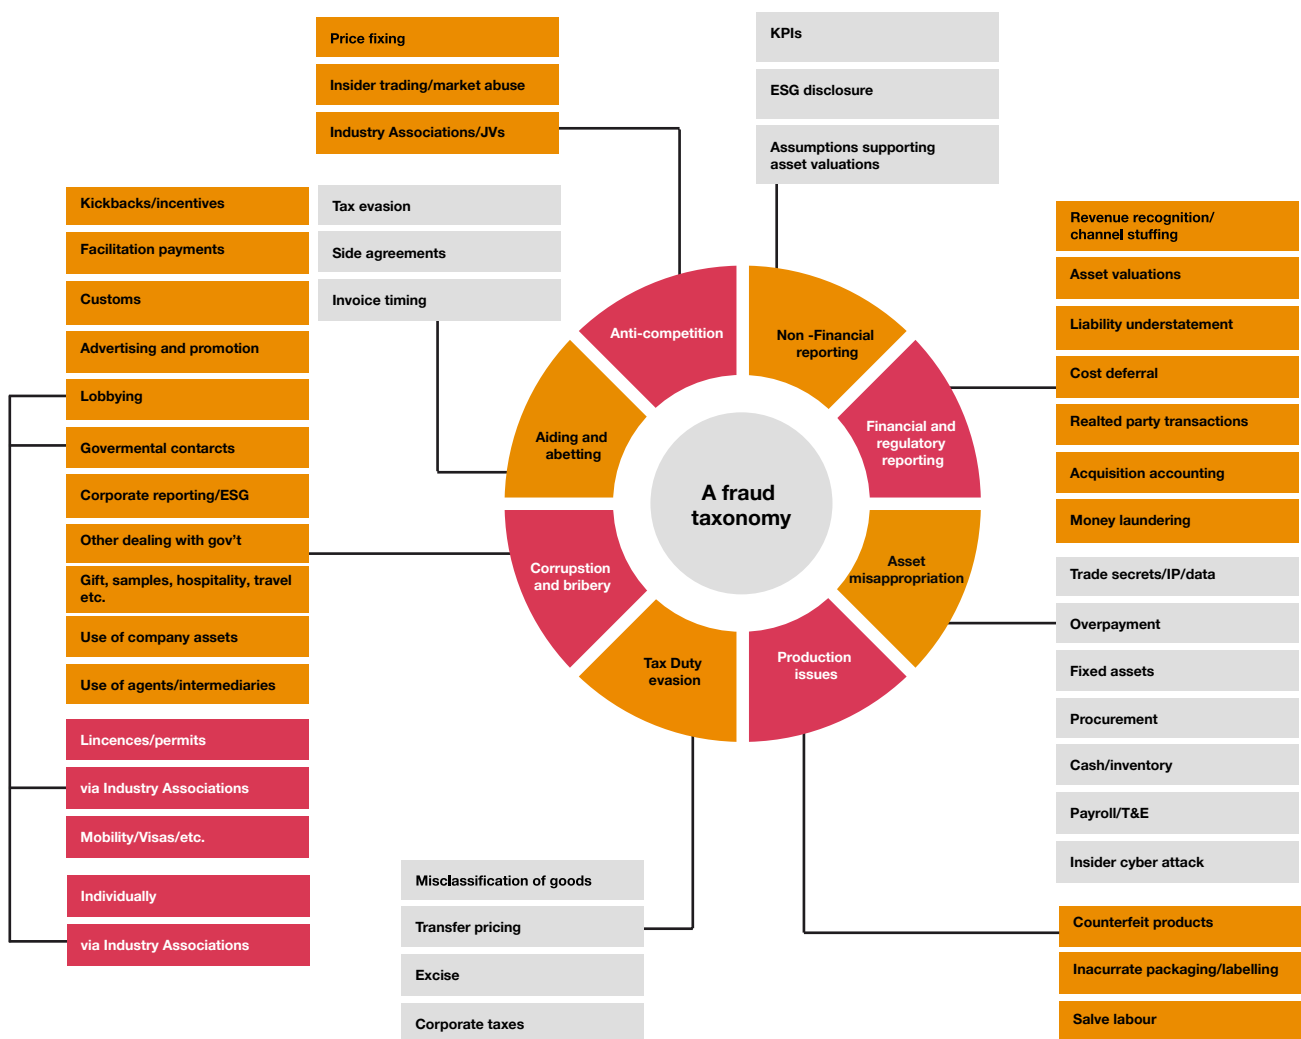 Price fixing
Insider trading/market abuse
Industry Associations/JVs
KPIs
ESG disclosure
Assumptions supporting
asset valuations
Kickbacks/incentives
Facilitation payments
Customs
Advertising and promotion
Lobbying
Govermental contarcts
Corporate reporting/ESG
Other dealing with gov't
Gift, samples, hospitality, travel
etc.
Use of company assets
Use of agents/intermediaries
Lincences/permits
via Industry Associations
Mobility/Visas/etc.
Individually
via Industry Associations
Tax evasion
Side agreements
Invoice timing
Anti-competition
Non -Financial
reporting
Aiding and
abetting
Financial and
regulatory
reporting
A fraud
taxonomy
Corrupstion
and bribery
Asset
misappropriation
Tax Duty
evasion
Production
issues
Revenue recognition/
channel stuffing
Asset valuations
Liability understatement
Cost deferral
Realted party transactions
Acquisition accounting
Money laundering
Trade secrets/IP/data
Overpayment
Fixed assets
Procurement
Cash/inventory
Payroll/T&E
Insider cyber attack
Misclassification of goods
Transfer pricing
Excise
Corporate taxes
Counterfeit products
Inacurrate packaging/labelling
Salve labour